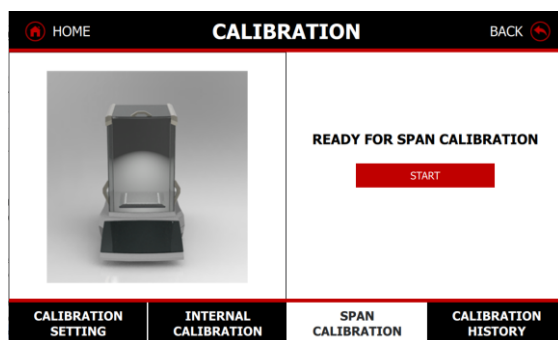 HOME
CALIBRATION
BACK
READY FOR SPAN CALIBRATION
START
CALIBRATION
SETTING
INTERNAL
CALIBRATION
SPAN
CALIBRATION
CALIBRATION
HISTORY